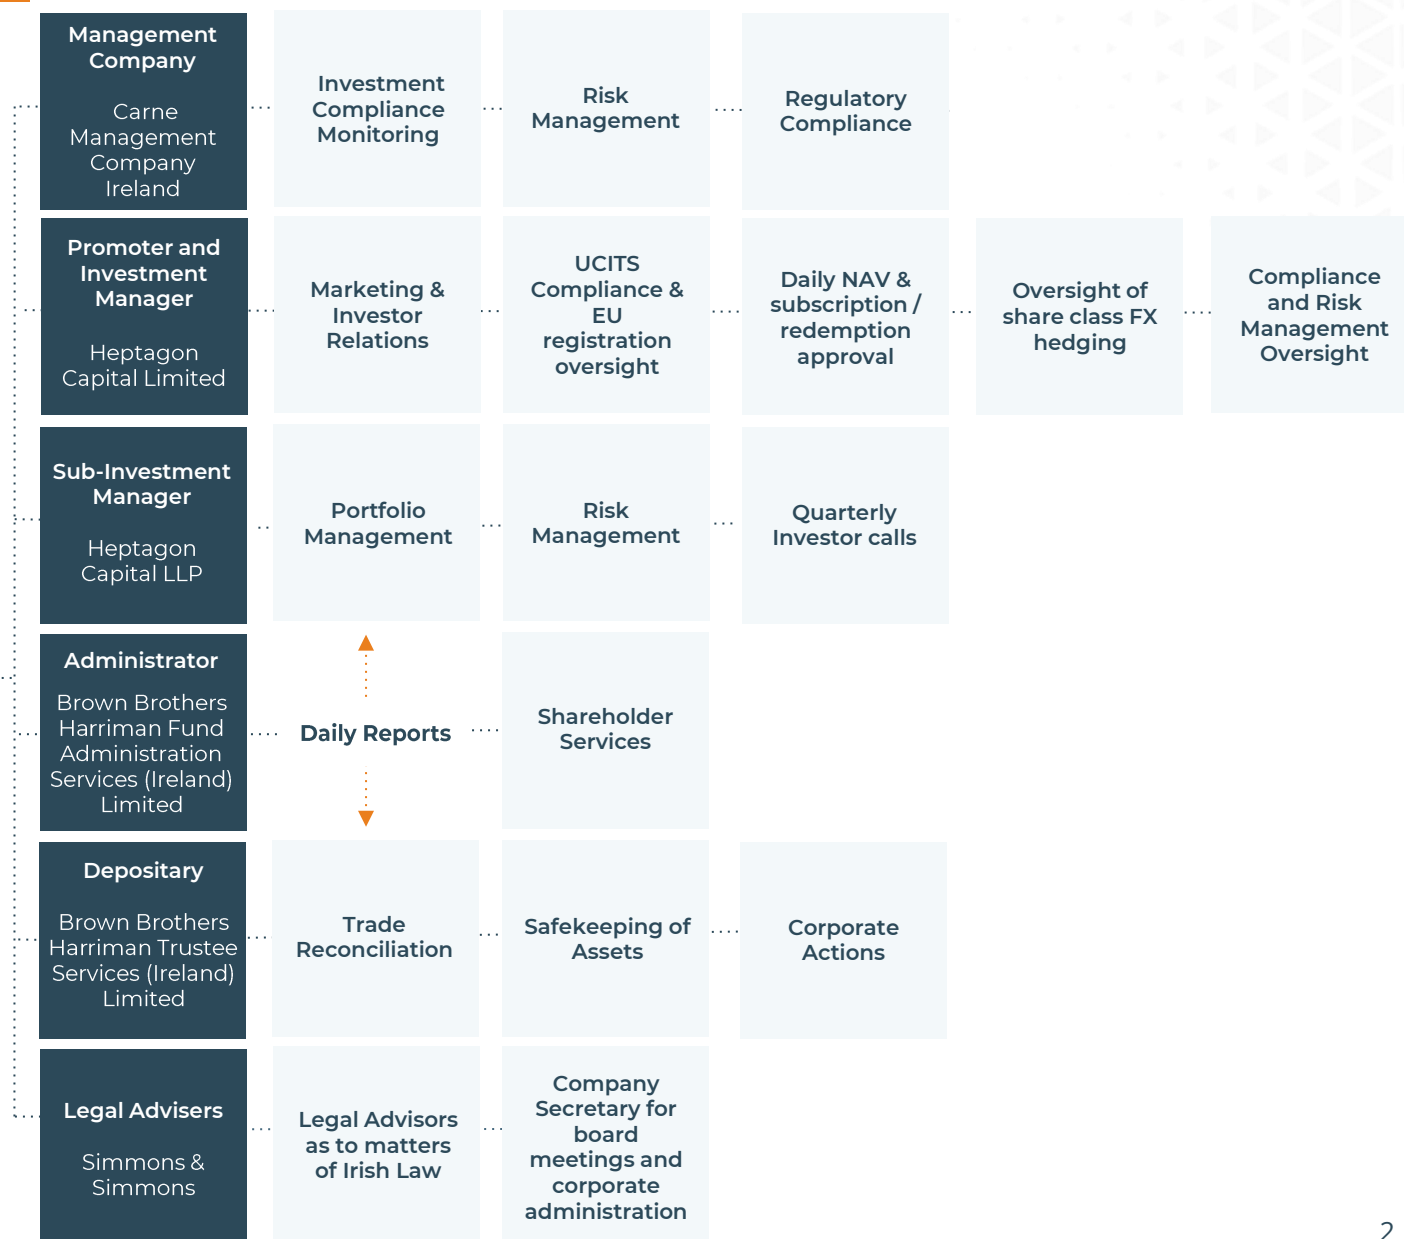 Management
Company
Carne
Management
Company
Ireland
Investment
Compliance
Monitoring
Risk
Management
Regulatory
Compliance
Promoter and
Investment
Manager
Heptagon
Capital Limited
Marketing &
Investor
Relations
UCITS
Compliance &
EU
registration
oversight
Daily NAV &
subscription /
redemption
approval
Oversight of
share class FX
hedging
Compliance
and Risk
Management
Oversight
Sub-Investment
Manager
Heptagon
Capital LLP
Portfolio
Management
Risk
Management
Quarterly
Investor calls
Administrator
Brown Brothers
Harriman Fund
Administration
Services (Ireland)
Limited
Daily Reports
Shareholder
Services
Depositary
Brown Brothers
Harriman Trustee
Services (Ireland)
Limited
Trade
Reconciliation
Safekeeping of
Assets
Corporate
Actions
Legal Advisers
Simmons &
Simmons
Legal Advisors
as to matters
of Irish Law
Company
Secretary for
board
meetings and
corporate
administration
2